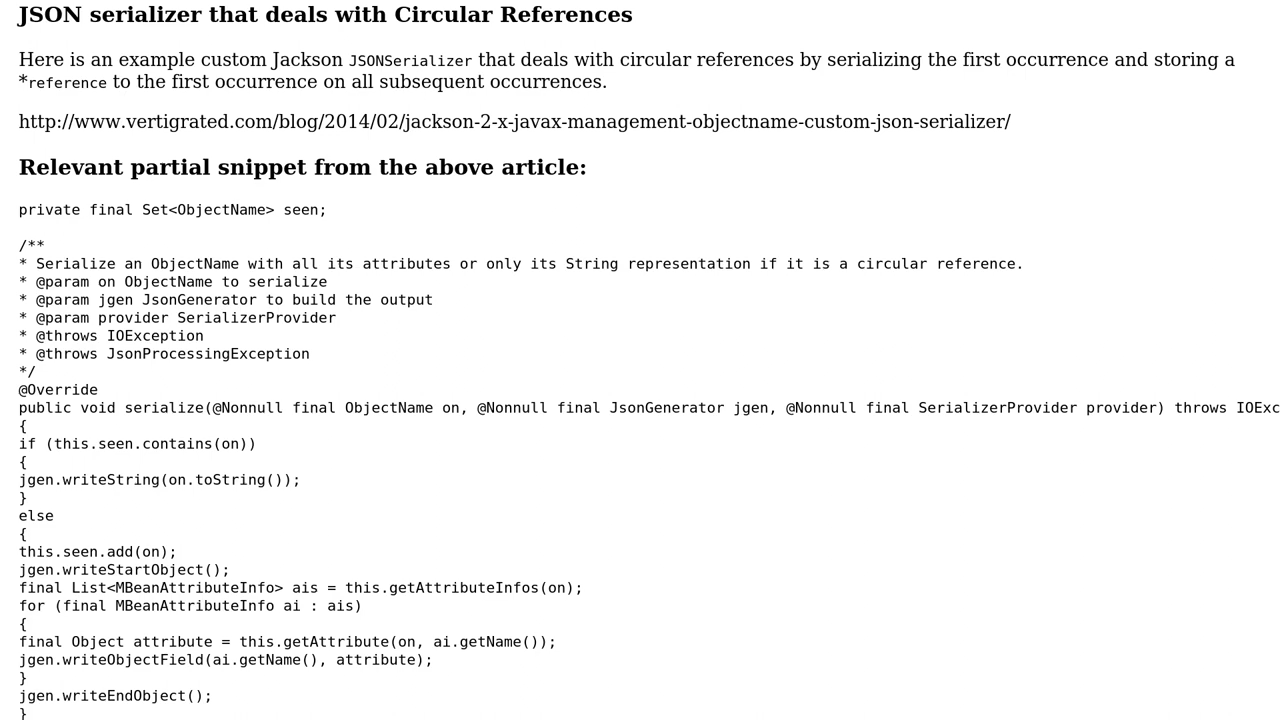 JSON serializer that deals with Circular References
Here is an example custom Jackson JSONSerializer that deals with circular references by serializing the first occurrence and storing a
*reference to the first occurrence on all subsequent occurrences.
http://www.vertigrated.com/blog/2014/02/jackson-2-x-javax-management-objectname-custom-json-serializer/
Relevant partial snippet from the above article:
private final Set<ObjectName> seen;
/**
* Serialize an ObjectName with all its attributes or only its String representation if it is a circular reference.
* @param on ObjectName to serialize
* @param jgen JsonGenerator to build the output
* @param provider SerializerProvider
* @throws IOException
* @throws JsonProcessingException
*/
@Override
public void serialize(@Nonnull final ObjectName on, @Nonnull final JsonGenerator jgen, @Nonnull final SerializerProvider provider) throws IOExc
{
if (this.seen.contains(on))
{
jgen.writeString(on.toString());
}
else
{
this.seen.add(on);
jgen.writeStartObject();
final List<MBeanAttributeInfo> ais = this.getAttributeInfos(on);
for (final MBeanAttributeInfo ai : ais)
{
final Object attribute = this.getAttribute(on, ai.getName());
jgen.writeObjectField(ai.getName(), attribute);
}
jgen.writeEndObject();
}